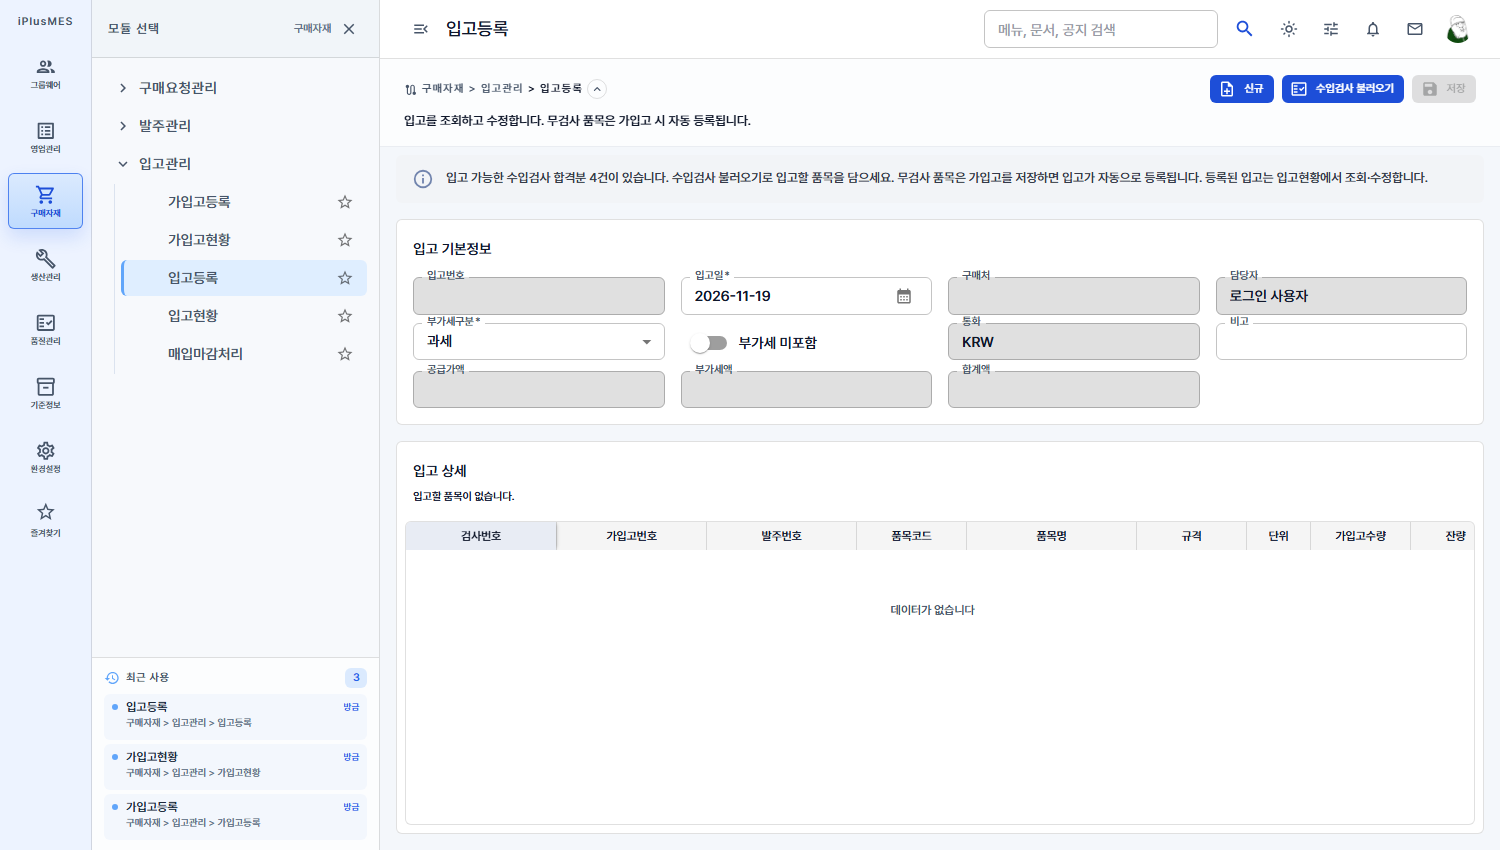 iPlusMES
그룹웨어
영업관리
구매자재
생산관리
품질관리
기준정보
환경설정
즐겨찾기
모듈 선택
구매자재
구매요청관리
발주관리
입고관리
가입고등록
가입고현황
입고등록
입고현황
매입마감처리
최근 사용
3
입고등록
방금
구매자재 > 입고관리 > 입고등록
가입고현황
방금
구매자재 > 입고관리 > 가입고현황
가입고등록
방금
구매자재 > 입고관리 > 가입고등록
입고등록
메뉴, 문서, 공지 검색
구매자재 > 입고관리 > 입고등록
신규
수입검사 불러오기
저장
입고를 조회하고 수정합니다. 무검사 품목은 가입고 시 자동 등록됩니다.
입고 가능한 수입검사 합격분 4건이 있습니다. 수입검사 불러오기로 입고할 품목을 담으세요. 무검사 품목은 가입고를 저장하면 입고가 자동으로 등록됩니다. 등록된 입고는 입고현황에서 조회·수정합니다.
입고 기본정보
입고번호
입고일*
2026-11-19
구매처
담당자
로그인 사용자
부가세구분*
과세
부가세 미포함
통화
KRW
비고
공급가액
부가세액
합계액
입고 상세
입고할 품목이 없습니다.
검사번호
가입고번호
발주번호
품목코드
품목명
규격
단위
가입고수량
잔량
데이터가 없습니다